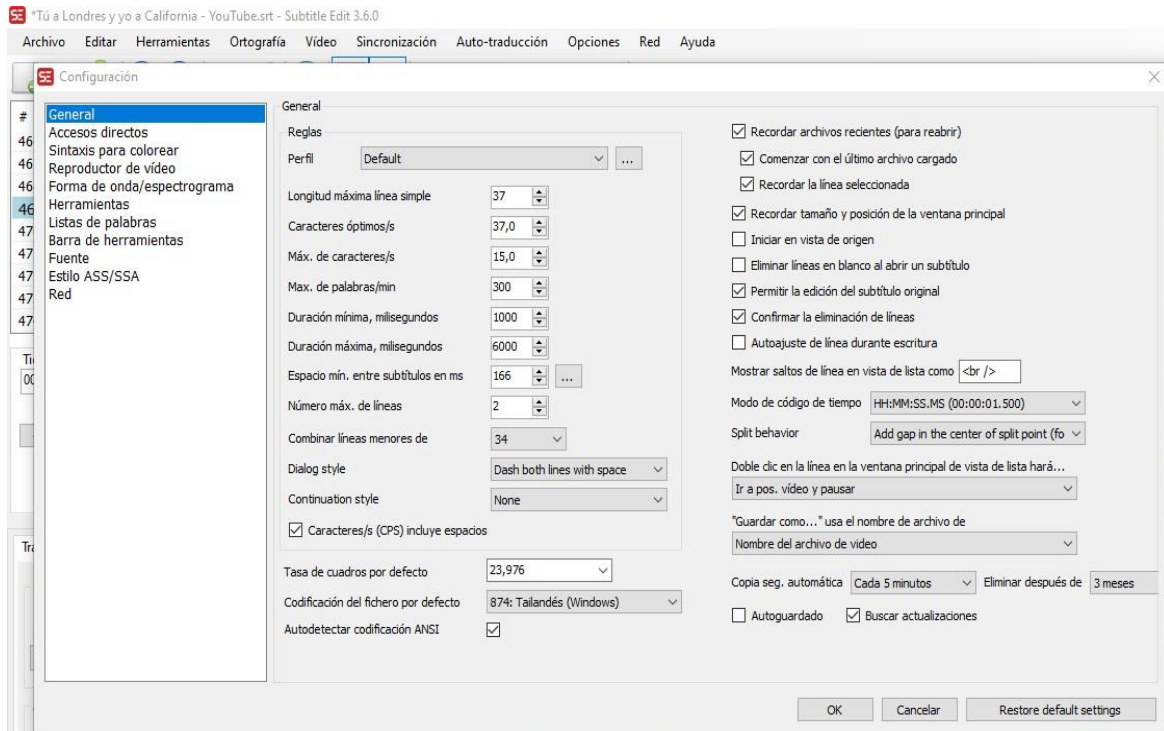 *Tú a Londres y yo a California - YouTube.srt - Subtitle Edit 3.6.0
Archivo Editar Herramientas Ortografía Vídeo Sincronización Auto-traducción Opciones Red Ayuda
SE Configuración
#
46
46
46
46
47
47
47
47
47
00
General
Accesos directos
Sintaxis para colorear
Reproductor de vídeo
Forma de onda/espectrograma
Herramientas
Listas de palabras
Barra de herramientas
Fuente
Estilo ASS/SSA
Red
General
Reglas
Perfil Default ...
Longitud máxima línea simple 37
Caracteres óptimos/s 37,0
Máx. de caracteres/s 15,0
Max. de palabras/min 300
Duración mínima, milisegundos 1000
Duración máxima, milisegundos 6000
Espacio mín. entre subtítulos en ms 166 ...
Número máx. de líneas 2
Combinar líneas menores de 34
Dialog style Dash both lines with space
Continuation style None
Caracteres/s (CPS) incluye espacios
Tasa de cuadros por defecto 23,976
Codificación del fichero por defecto 874: Tailandés (Windows)
Autodetectar codificación ANSI
Recordar archivos recientes (para reabrir)
Comenzar con el último archivo cargado
Recordar la línea seleccionada
Recordar tamaño y posición de la ventana principal
Iniciar en vista de origen
Eliminar líneas en blanco al abrir un subtítulo
Permitir la edición del subtítulo original
Confirmar la eliminación de líneas
Autoajuste de línea durante escritura
Mostrar saltos de línea en vista de lista como <br />
Modo de código de tiempo HH:MM:SS.MS (00:00:01.500)
Split behavior Add gap in the center of split point (fo
Doble clic en la línea en la ventana principal de vista de lista hará...
Ir a pos. vídeo y pausar
"Guardar como..." usa el nombre de archivo de
Nombre del archivo de video
Copia seg. automática Cada 5 minutos Eliminar después de 3 meses
Autoguardado Buscar actualizaciones
OK Cancelar Restore default settings